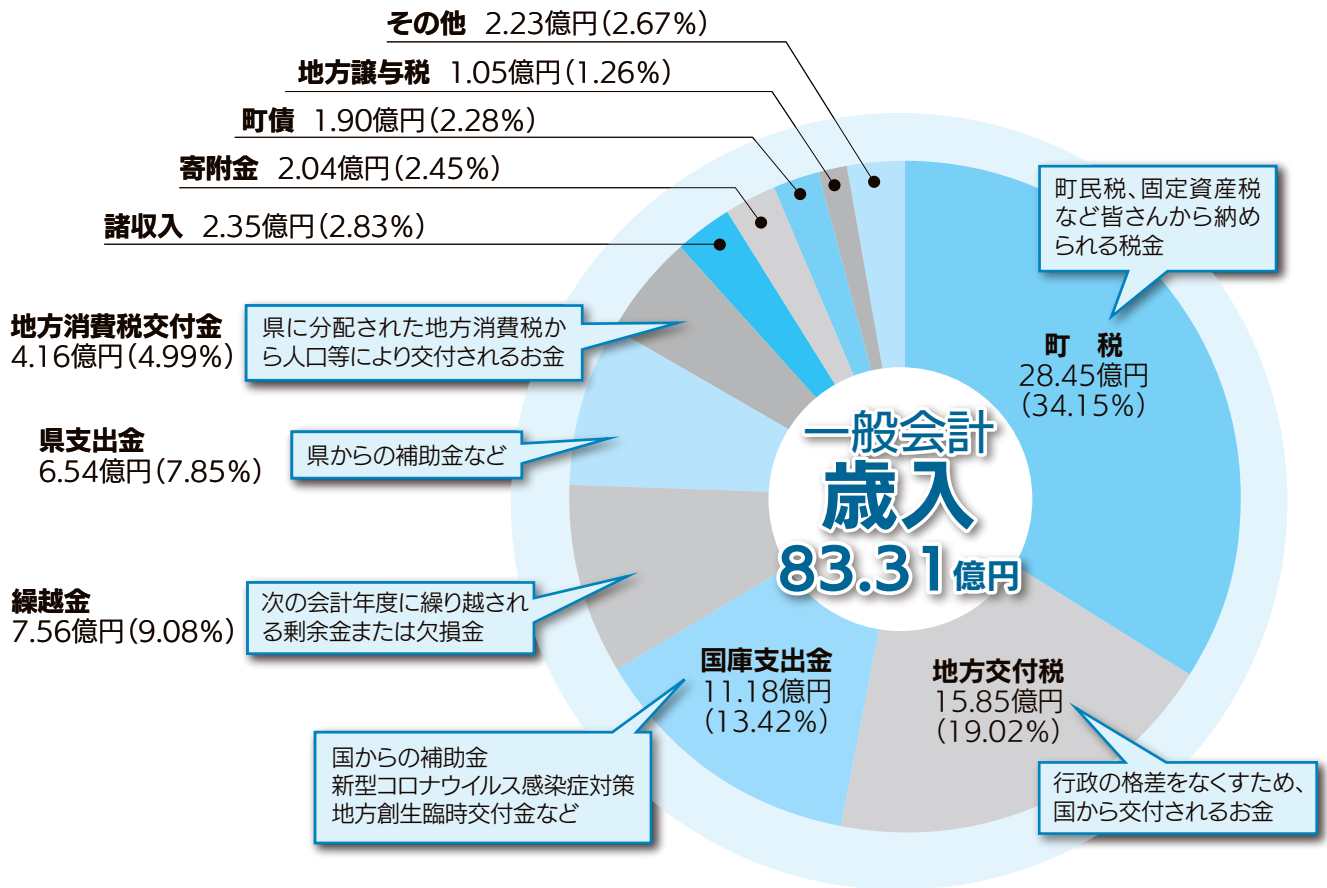 その他 2.23億円(2.67%)
地方譲与税 1.05億円(1.26%)
町債 1.90億円(2.28%)
寄附金 2.04億円(2.45%)
諸収入 2.35億円(2.83%)
地方消費税交付金
4.16億円(4.99%)
県に分配された地方消費税か
ら人口等により交付されるお金
県支出金
6.54億円(7.85%)
県からの補助金など
繰越金
7.56億円(9.08%)
次の会計年度に繰り越され
る剰余金または欠損金
国庫支出金
11.18億円
(13.42%)
国からの補助金
新型コロナウイルス感染症対策
地方創生臨時交付金など
地方交付税
15.85億円
(19.02%)
行政の格差をなくすため、
国から交付されるお金
町民税、固定資産税
など皆さんから納め
られる税金
町 税
28.45億円
(34.15%)
一般会計
歳入
83.31億円